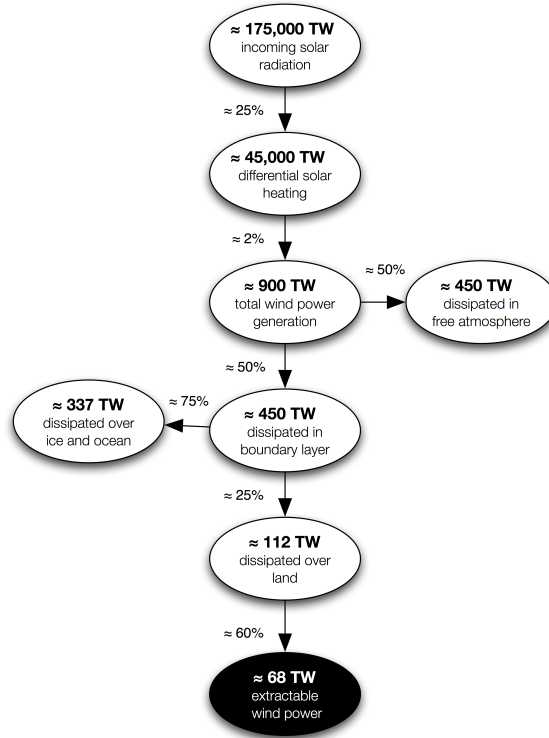 ≈ 175,000 TW
incoming solar
radiation
≈ 25%
≈ 45,000 TW
differential solar
heating
≈ 2%
≈ 900 TW
total wind power
generation
≈ 50%
≈ 450 TW
dissipated in
free atmosphere
≈ 50%
≈ 450 TW
dissipated in
boundary layer
≈ 75%
≈ 337 TW
dissipated over
ice and ocean
≈ 25%
≈ 112 TW
dissipated over
land
≈ 60%
≈ 68 TW
extractable
wind power